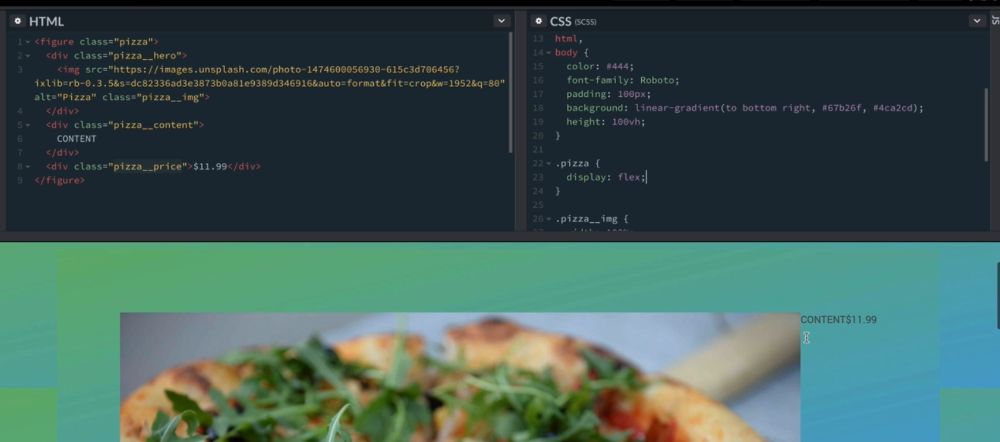 HTML
1 <figure class="pizza">
2 <div class="pizza__hero">
3 <img src="https://images.unsplash.com/photo-1474600056930-615c3d706456?
ixlib=rb-0.3.5&s=dc82336ad3e3873b0a81e9389d346916&auto=format&fit=crop&w=1952&q=80"
alt="Pizza" class="pizza__img">
4 </div>
5 <div class="pizza__content">
6 CONTENT
7 </div>
8 <div class="pizza__price">$11.99</div>
9 </figure>
CSS (SCSS)
13 html,
14 body {
15 color: #444;
16 font-family: Roboto;
17 padding: 100px;
18 background: linear-gradient(to bottom right, #67b26f, #4ca2cd);
19 height: 100vh;
20 }
21
22 .pizza {
23 display: flex;
24 }
25
26 .pizza__img {
JS
CONTENT$11.99